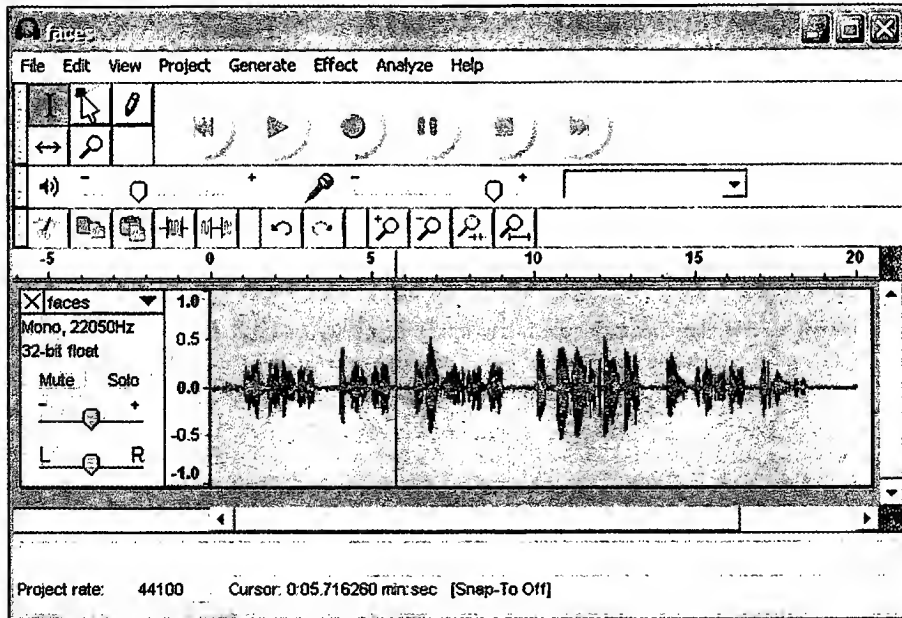 faces
File Edit View Project Generate Effect Analyze Help
- + - +
-5 0 5 10 15 20
faces
Mono, 22050Hz
32-bit float
Mute Solo
- +
L R
1.0
0.5
0.0
-0.5
-1.0
Project rate: 44100 Cursor: 0:05.716260 min:sec [Snap-To Off]